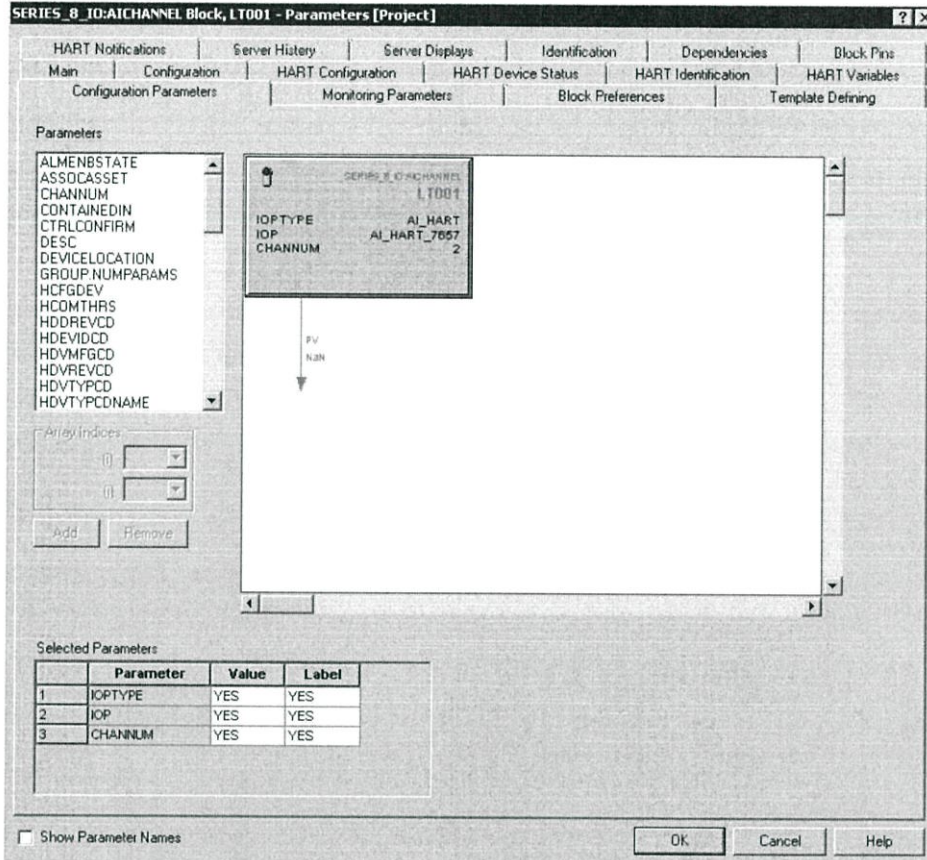 SERIES_8_IO:AICHANNEL Block, LT001 - Parameters [Project]
HART Notifications Server History Server Displays Identification Dependencies Block Pins
Main Configuration HART Configuration HART Device Status HART Identification HART Variables
Configuration Parameters Monitoring Parameters Block Preferences Template Defining
Parameters
ALMENBSTATE
ASSOCASSET
CHANNUM
CONTAINEDIN
CTRLCONFIRM
DESC
DEVICELOCATION
GROUP.NUMPARAMS
HCFGDEV
HCOMTHRS
HDDREVCD
HDEVIDCD
HDVMFGCD
HDVREVCD
HDVTYPCD
HDVTYPCDNAME
SERIES_8_IO:AICHANNEL
LT001
IOPTYPE AI_HART
IOP AI_HART_7657
CHANNUM 2
PV
NaN
Array Indices
Add Remove
Selected Parameters
Parameter Value Label
1 IOPTYPE YES YES
2 IOP YES YES
3 CHANNUM YES YES
Show Parameter Names OK Cancel Help